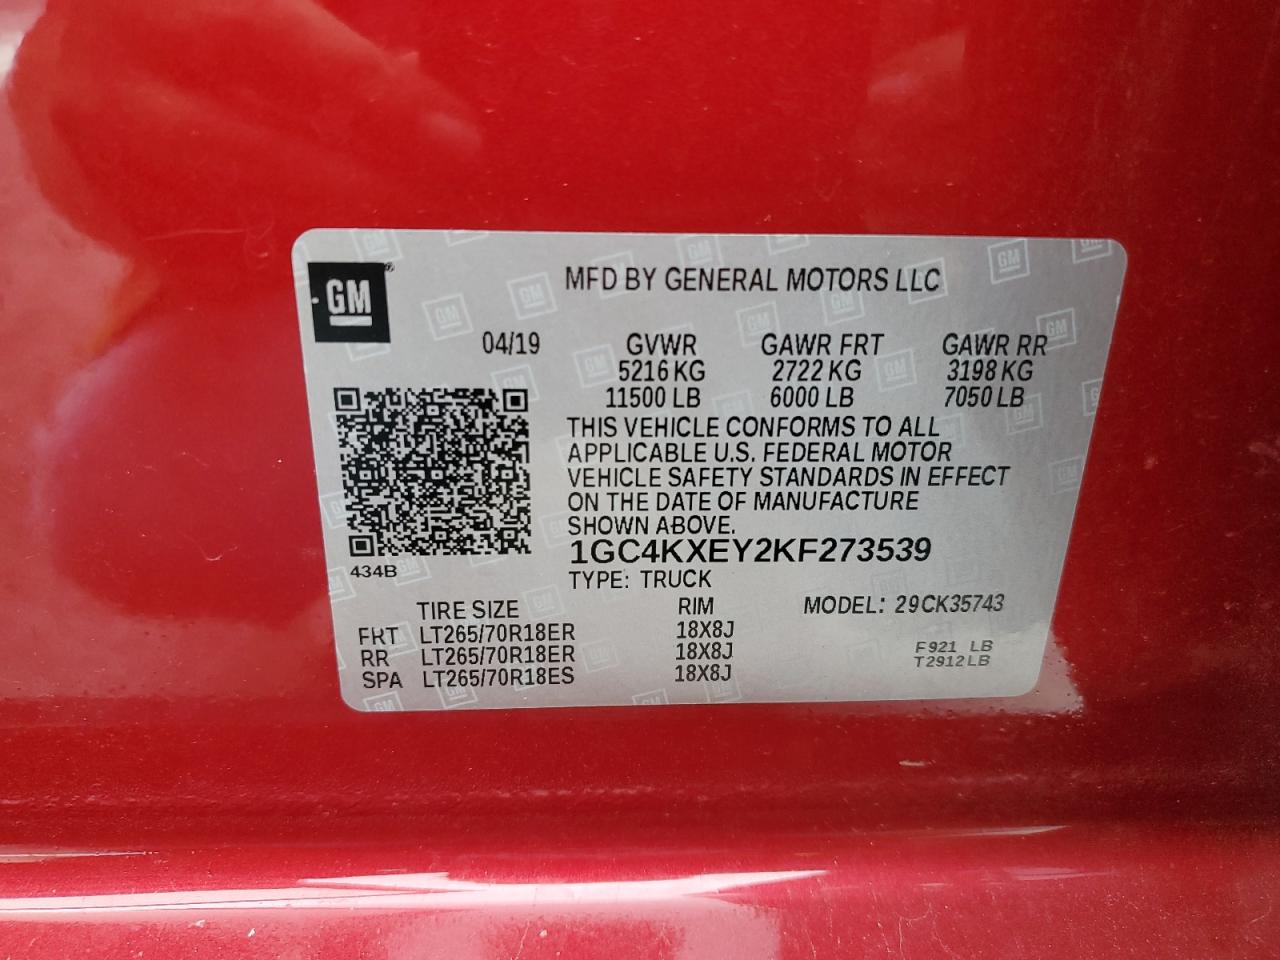 GM®
MFD BY GENERAL MOTORS LLC
04/19 GVWR GAWR FRT GAWR RR
5216 KG 2722 KG 3198 KG
11500 LB 6000 LB 7050 LB
THIS VEHICLE CONFORMS TO ALL
APPLICABLE U.S. FEDERAL MOTOR
VEHICLE SAFETY STANDARDS IN EFFECT
ON THE DATE OF MANUFACTURE
SHOWN ABOVE.
1GC4KXEY2KF273539
434B
TYPE: TRUCK
TIRE SIZE RIM MODEL: 29CK35743
FRT LT265/70R18ER 18X8J
RR LT265/70R18ER 18X8J
SPA LT265/70R18ES 18X8J
F921 LB
T2912LB